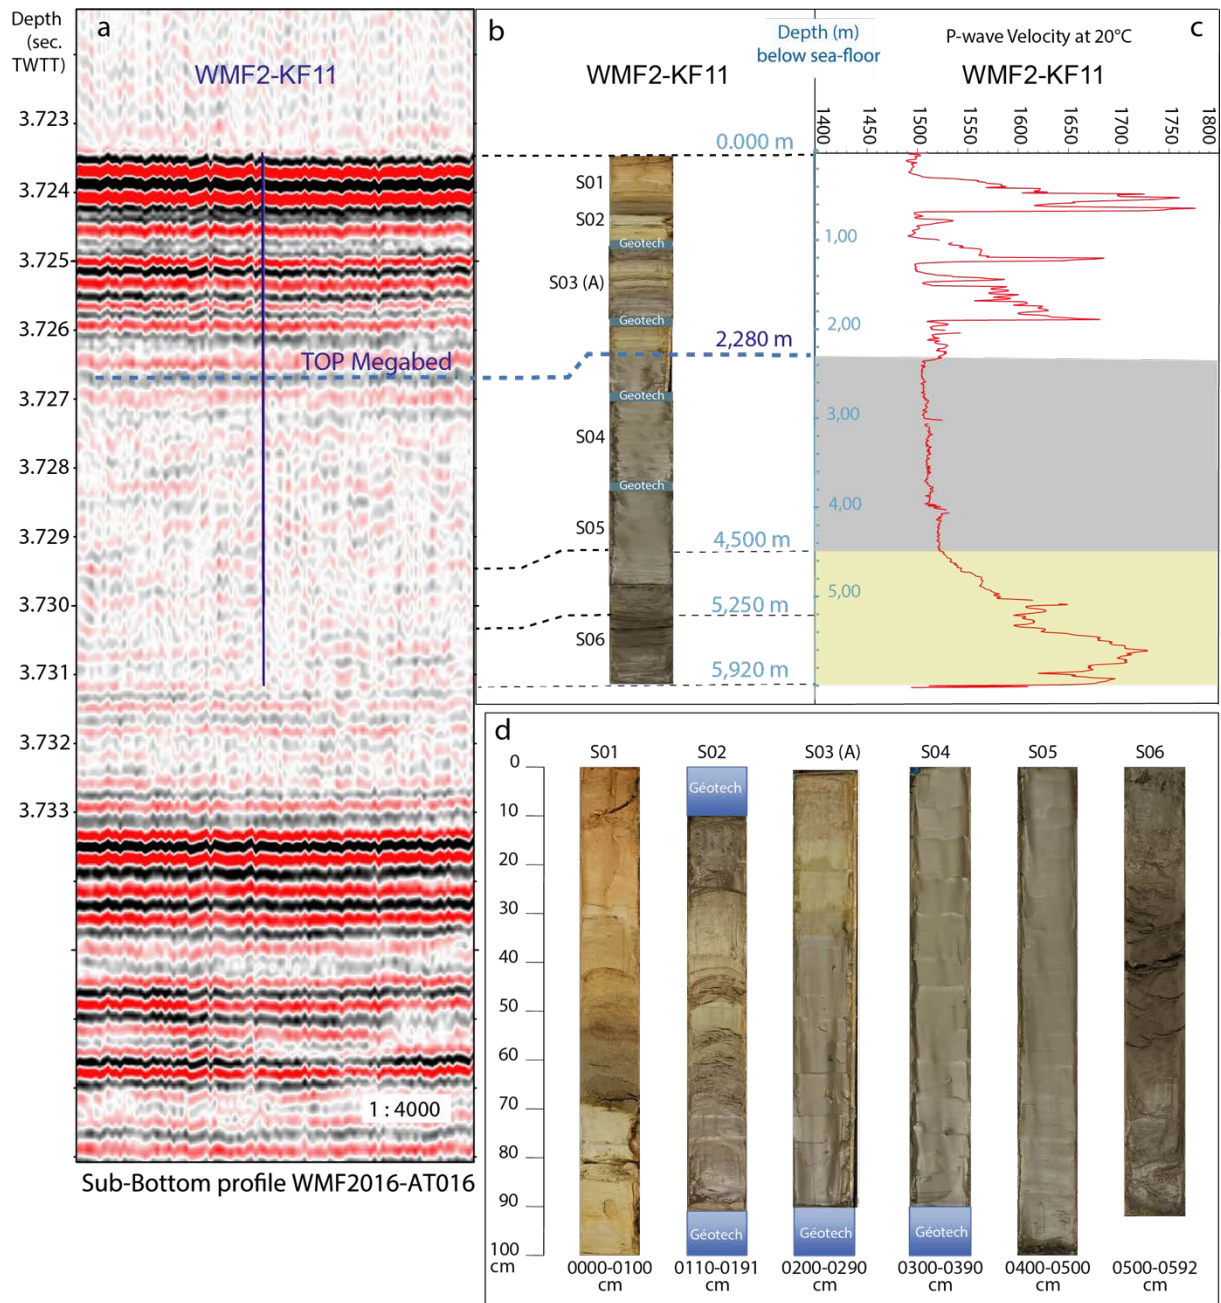 Depth
(sec.
TWTT)
a
WMF2-KF11
3.723
3.724
3.725
3.726
3.727
3.728
3.729
3.730
3.731
3.732
3.733
TOP Megabed
1 : 4000
Sub-Bottom profile WMF2016-AT016
b
WMF2-KF11
Depth (m)
below sea-floor
S01
S02
Géotech
S03 (A)
Géotech
Géotech
S04
Géotech
S05
S06
0.000 m
2,280 m
4,500 m
5,250 m
5,920 m
P-wave Velocity at 20°C
c
WMF2-KF11
1400
1450
1500
1550
1600
1650
1700
1750
1800
1,00
2,00
3,00
4,00
5,00
d
S01
S02
S03 (A)
S04
S05
S06
0
10
20
30
40
50
60
70
80
90
100
cm
Géotech
Géotech
Géotech
Géotech
0000-0100
cm
0110-0191
cm
0200-0290
cm
0300-0390
cm
0400-0500
cm
0500-0592
cm